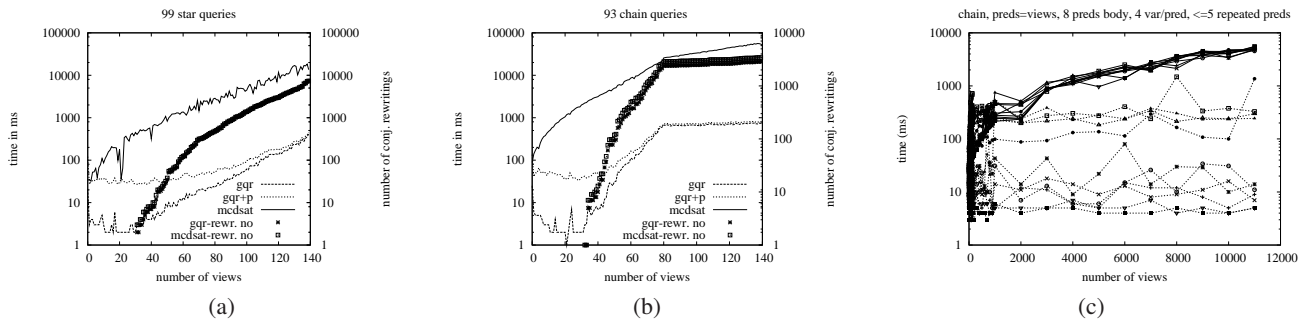 99 star queries
100000
10000
1000
100
10
1
0 20 40 60 80 100 120 140
100000
10000
1000
100
10
1
time in ms
number of conj. rewritings
number of views
gqr
gqr+p
mcdsat
gqr-rewr. no
mcdsat-rewr. no
(a)
93 chain queries
100000
10000
1000
100
10
1
0 20 40 60 80 100 120 140
1000
100
10
1
time in ms
number of conj. rewritings
number of views
gqr
gqr+p
mcdsat
gqr-rewr. no
mcdsat-rewr. no
(b)
chain, preds=views, 8 preds body, 4 var/pred, <=5 repeated preds
10000
1000
100
10
1
0 2000 4000 6000 8000 10000 12000
time (ms)
number of views
(c)